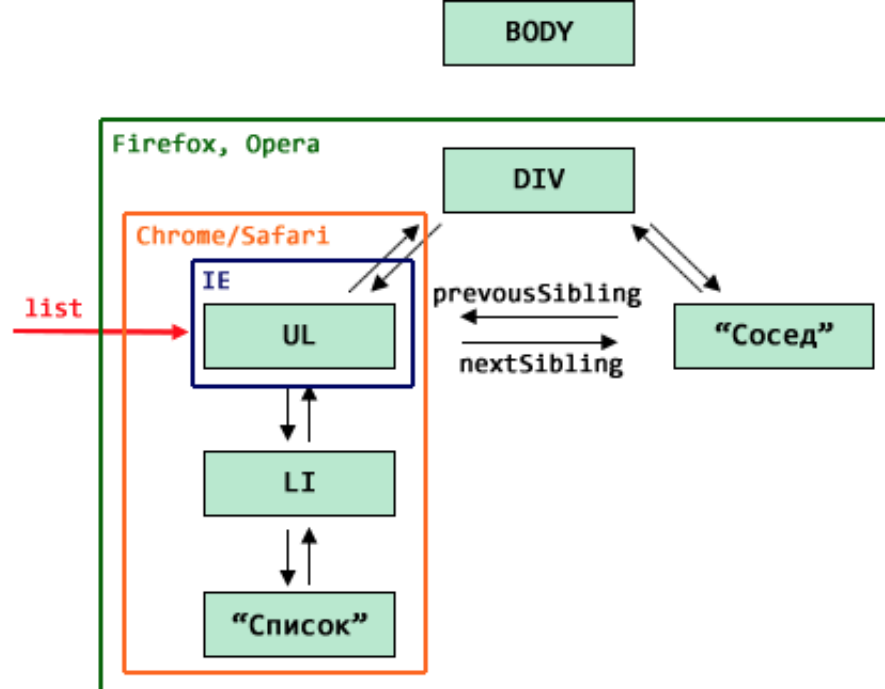 BODY
Firefox, Opera
DIV
Chrome/Safari
IE
list
UL
prevousSibling
nextSibling
“Сосед”
LI
“Список”